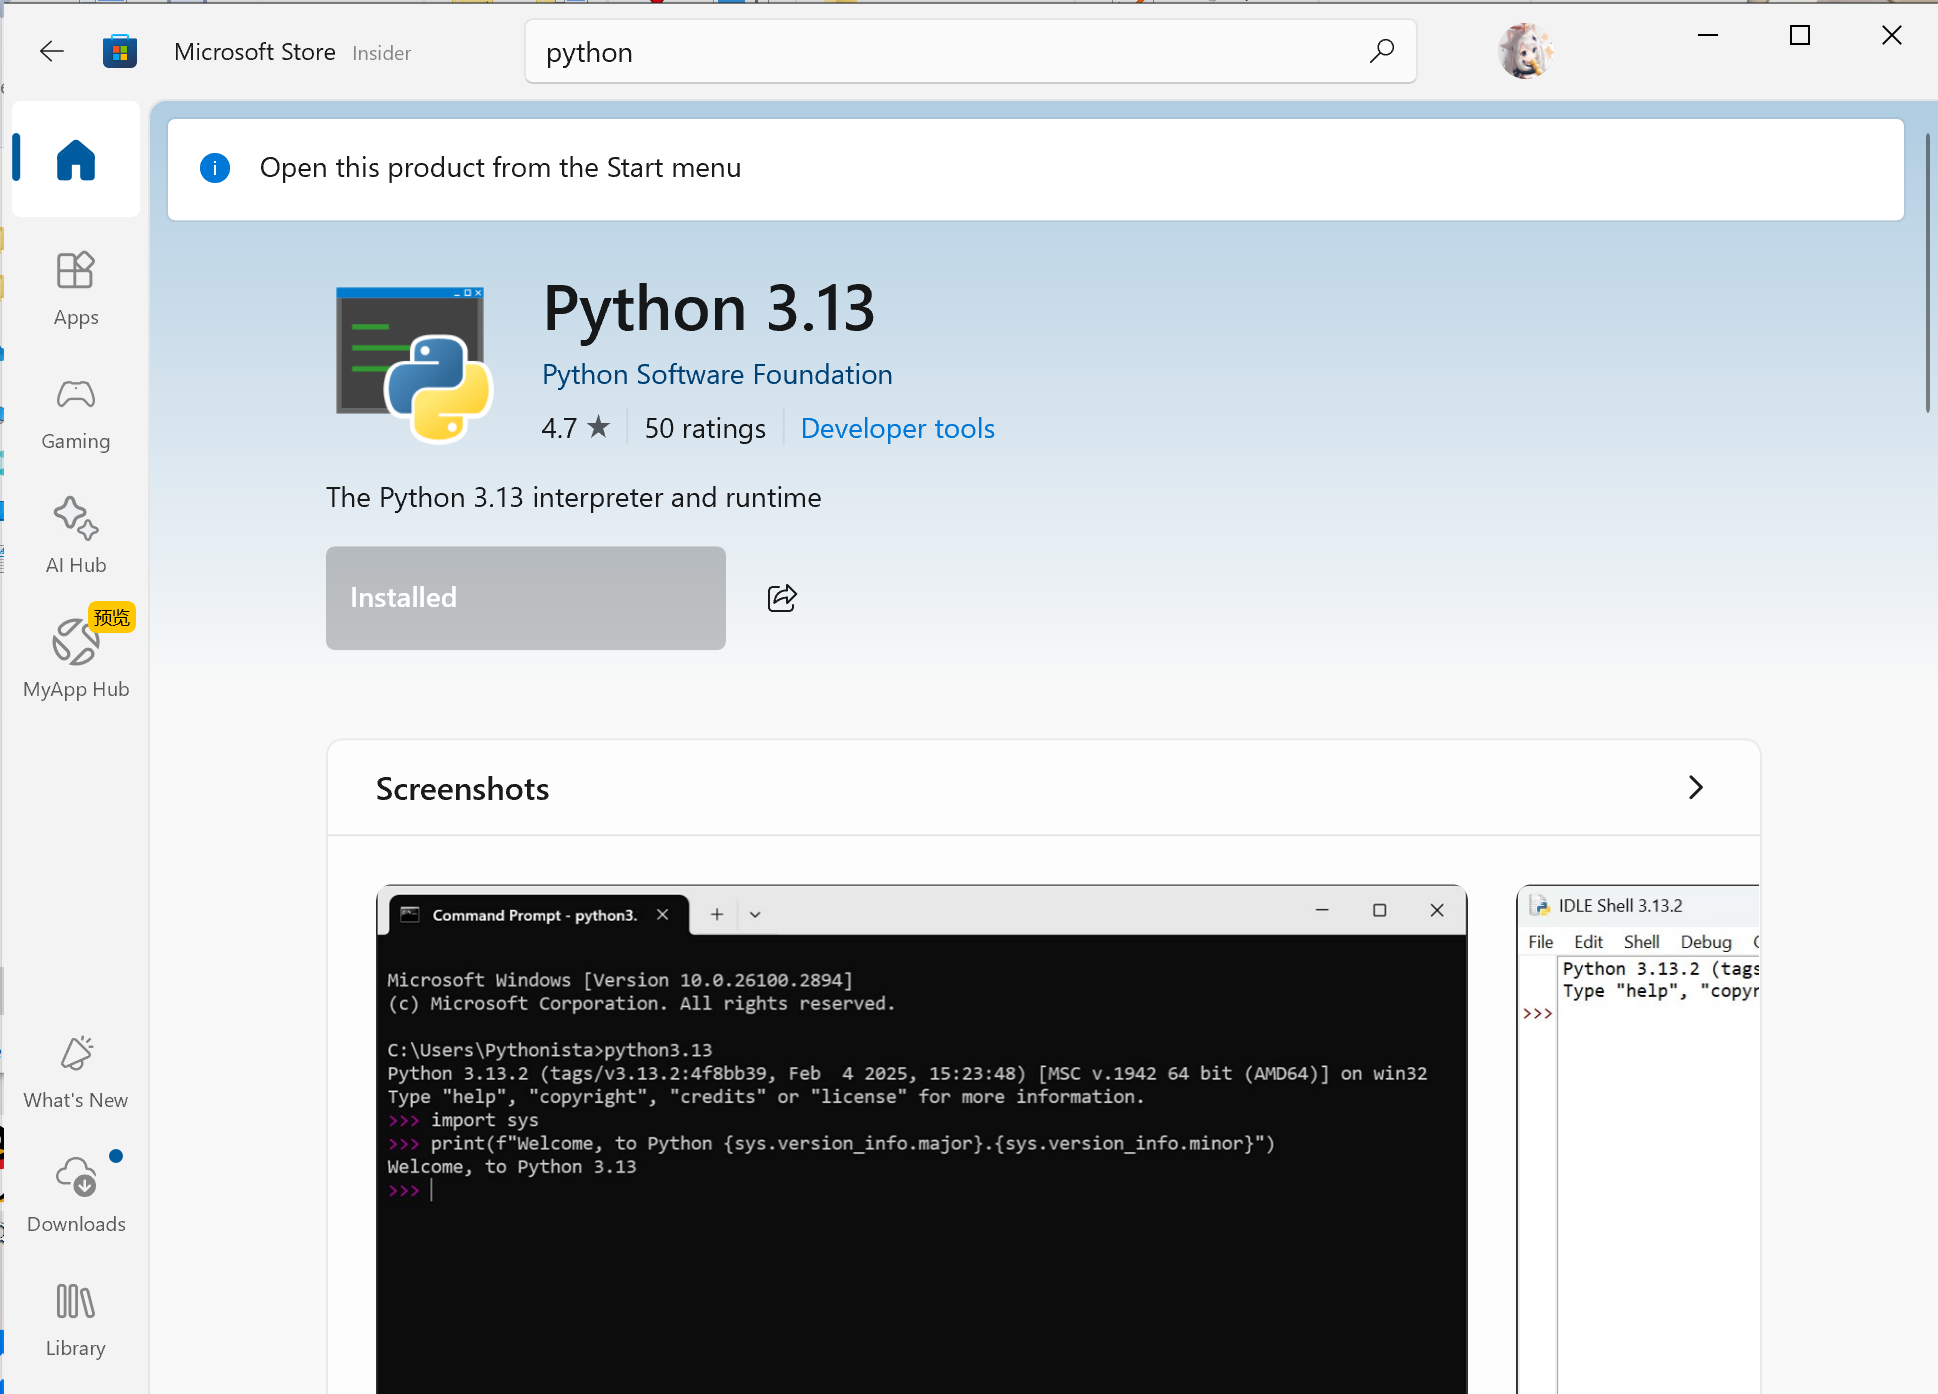 Microsoft Store Insider
python
Open this product from the Start menu
Apps
Gaming
AI Hub
预览
MyApp Hub
What's New
Downloads
Library
Python 3.13
Python Software Foundation
4.7 ★ 50 ratings Developer tools
The Python 3.13 interpreter and runtime
Installed
Screenshots
Command Prompt - python3.
Microsoft Windows [Version 10.0.26100.2894]
(c) Microsoft Corporation. All rights reserved.
C:\Users\Pythonista>python3.13
Python 3.13.2 (tags/v3.13.2:4f8bb39, Feb  4 2025, 15:23:48) [MSC v.1942 64 bit (AMD64)] on win32
Type "help", "copyright", "credits" or "license" for more information.
>>> import sys
>>> print(f"Welcome, to Python {sys.version_info.major}.{sys.version_info.minor}")
Welcome, to Python 3.13
>>>
IDLE Shell 3.13.2
File Edit Shell Debug
Python 3.13.2 (tags
Type "help", "copyr
>>>